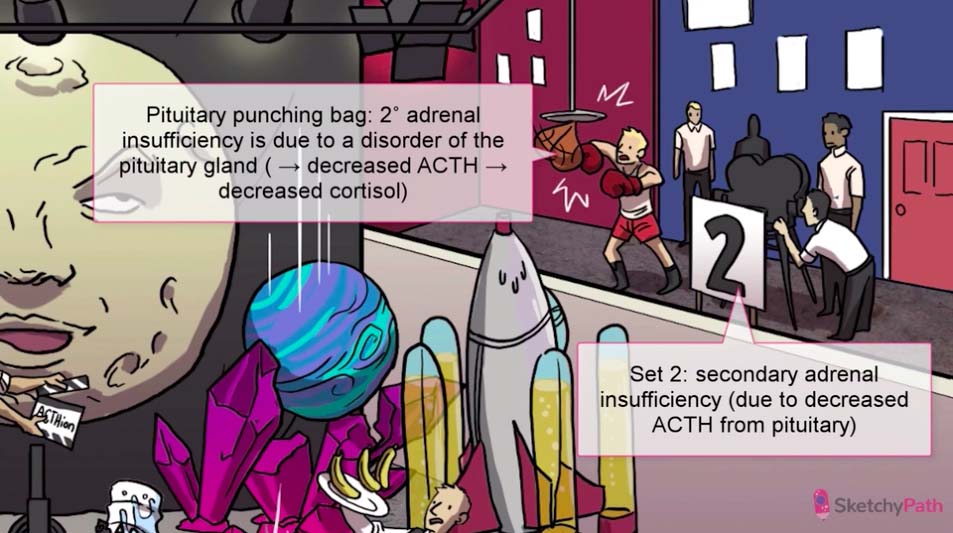 Pituitary punching bag: 2° adrenal
insufficiency is due to a disorder of the
pituitary gland ( → decreased ACTH →
decreased cortisol)
2
Set 2: secondary adrenal
insufficiency (due to decreased
ACTH from pituitary)
ACTHion
SketchyPath